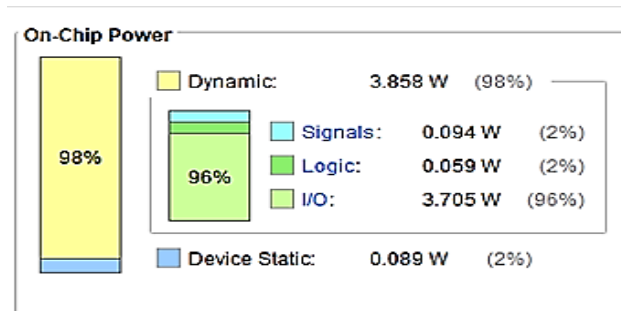 On-Chip Power
Dynamic: 3.858 W (98%)
98%
Signals: 0.094 W (2%)
Logic: 0.059 W (2%)
96%
I/O: 3.705 W (96%)
Device Static: 0.089 W (2%)